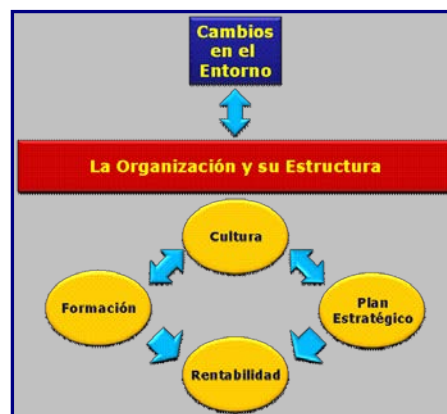 Cambios
en el
Entorno
La Organización y su Estructura
Cultura
Formación
Plan
Estratégico
Rentabilidad